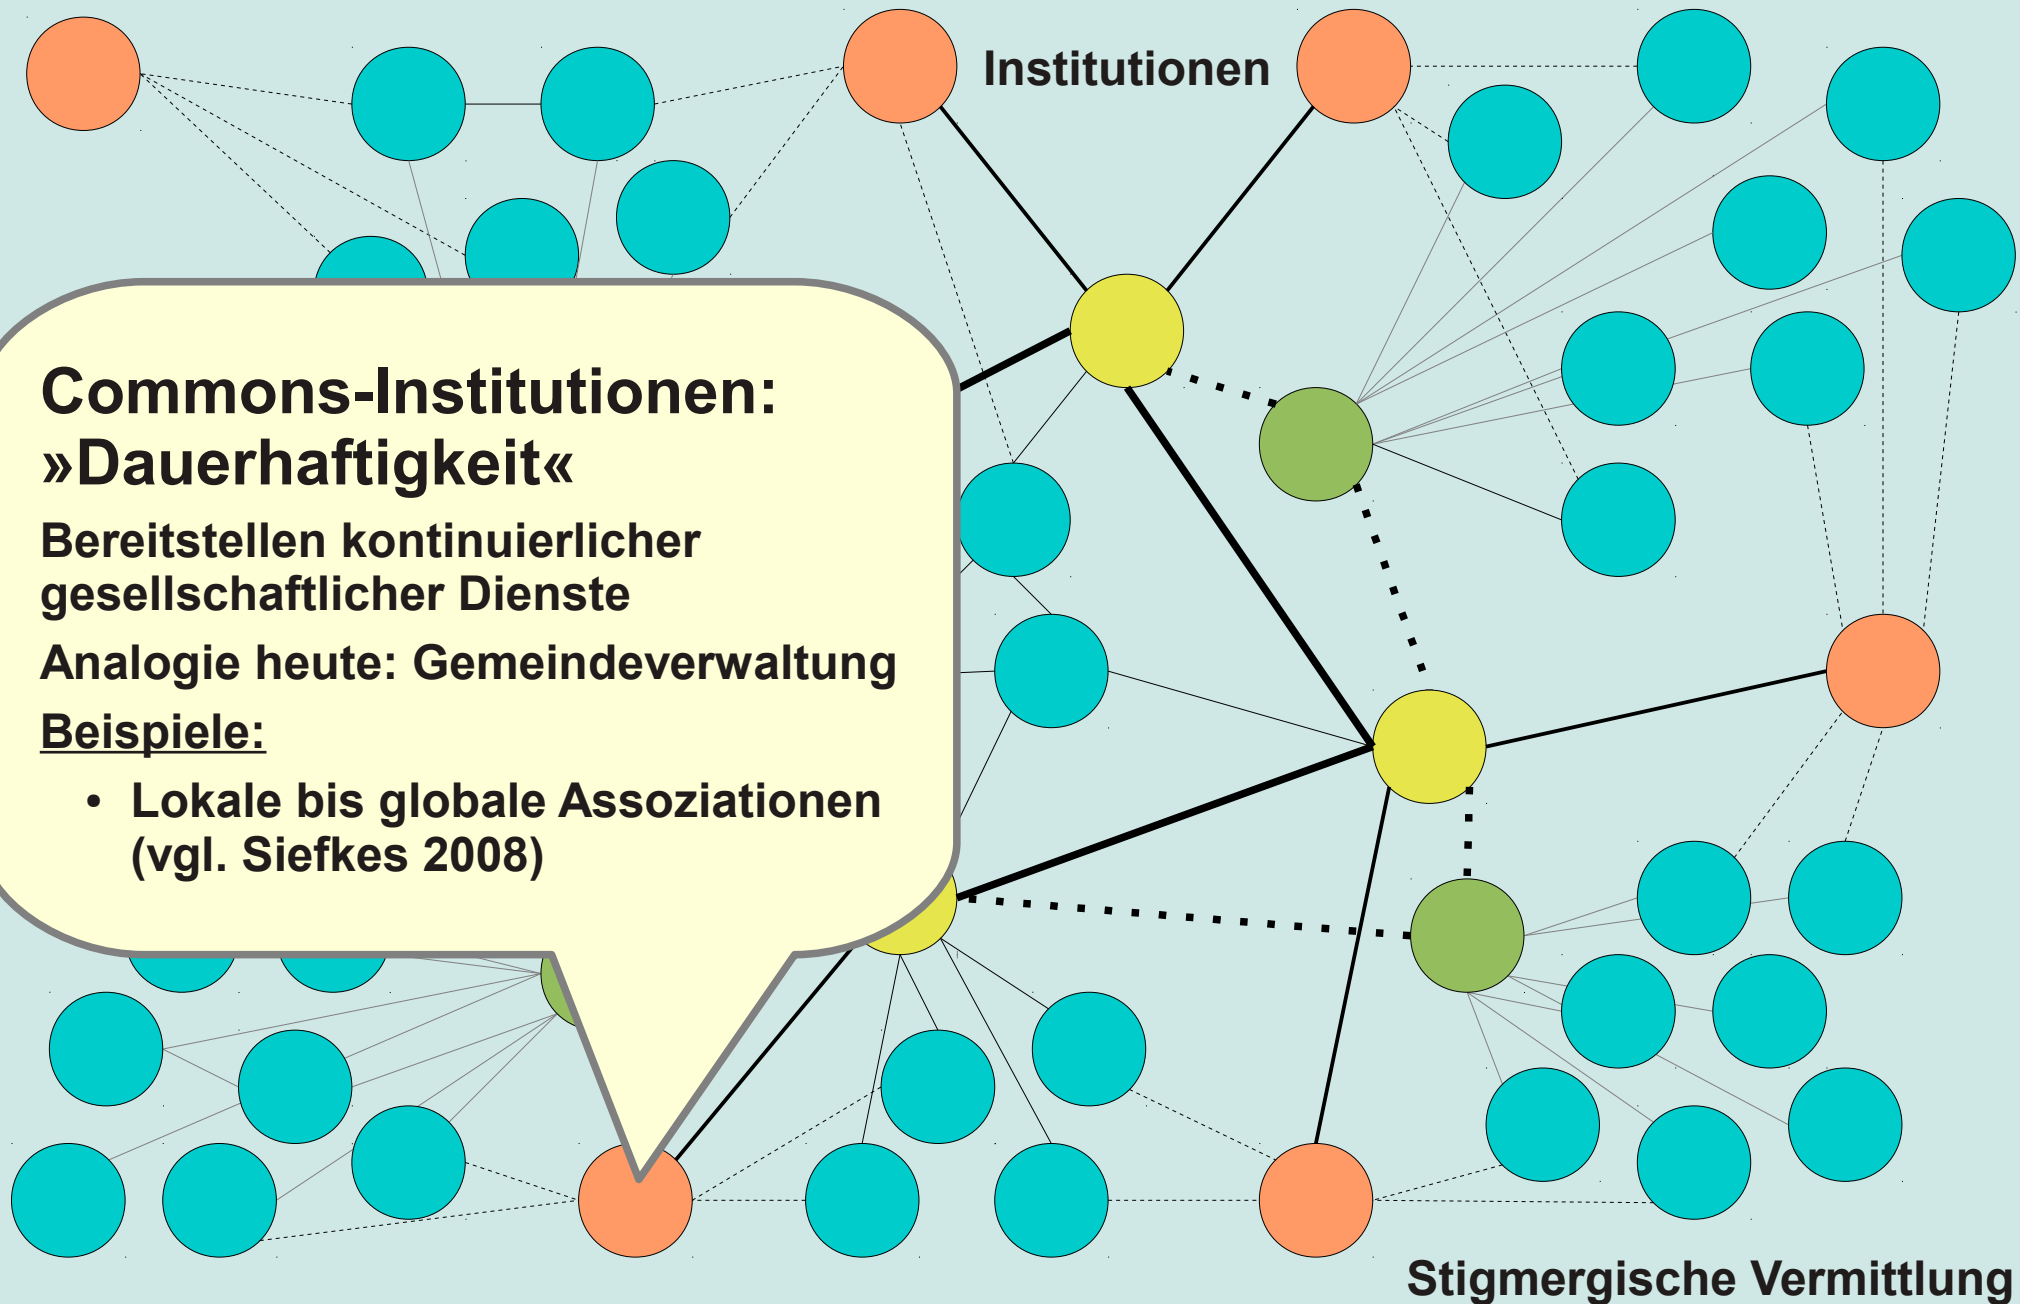 Institutionen
Commons-Institutionen:
»Dauerhaftigkeit«
Bereitstellen kontinuierlicher
gesellschaftlicher Dienste
Analogie heute: Gemeindeverwaltung
Beispiele:
• Lokale bis globale Assoziationen
(vgl. Siefkes 2008)
Stigmergische Vermittlung